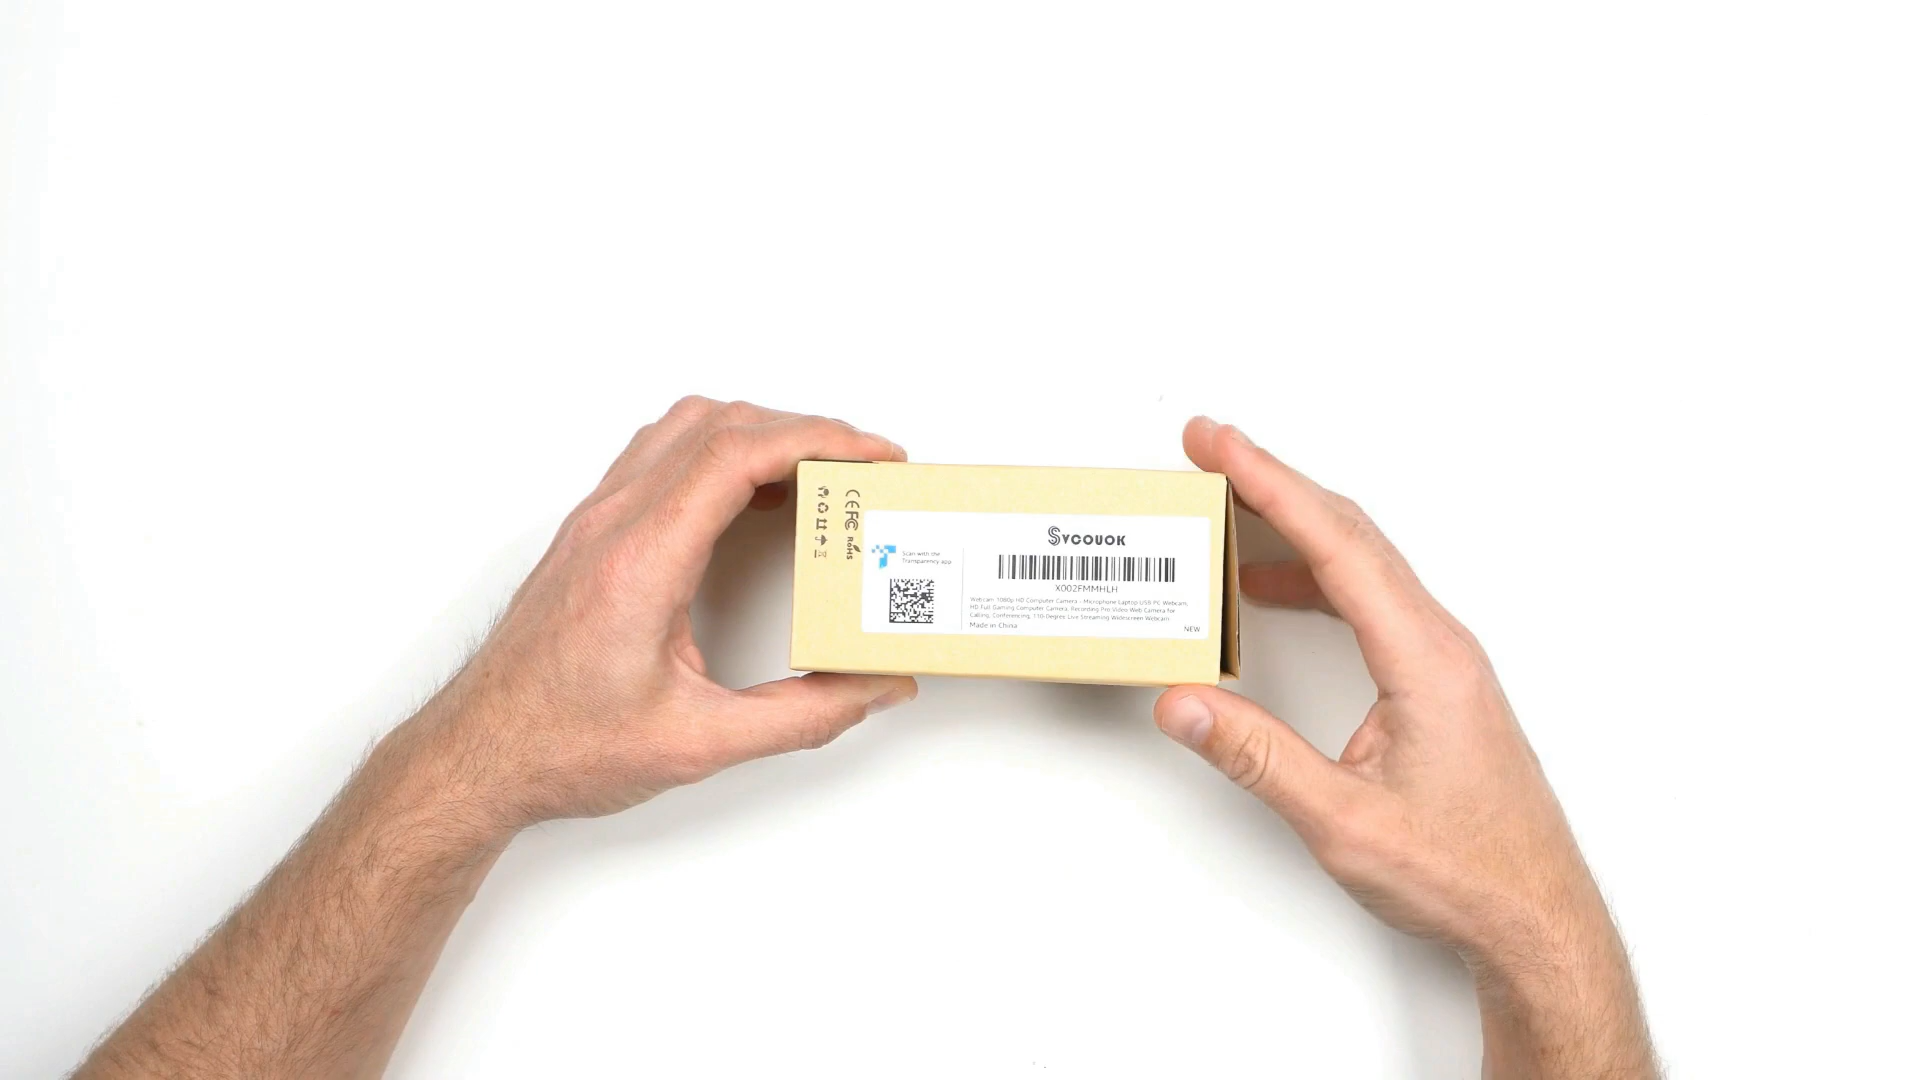 CE FC RoHS
Scan with the
Transparency app
SVCOUOK
X002FMMHLH
Webcam 1080p HD Computer Camera - Microphone Laptop USB PC Webcam,
HD Full Gaming Computer Camera, Recording Pro Video Web Camera for
Calling, Conferencing, 110-Degree Live Streaming Widescreen Webcam
Made in China
NEW